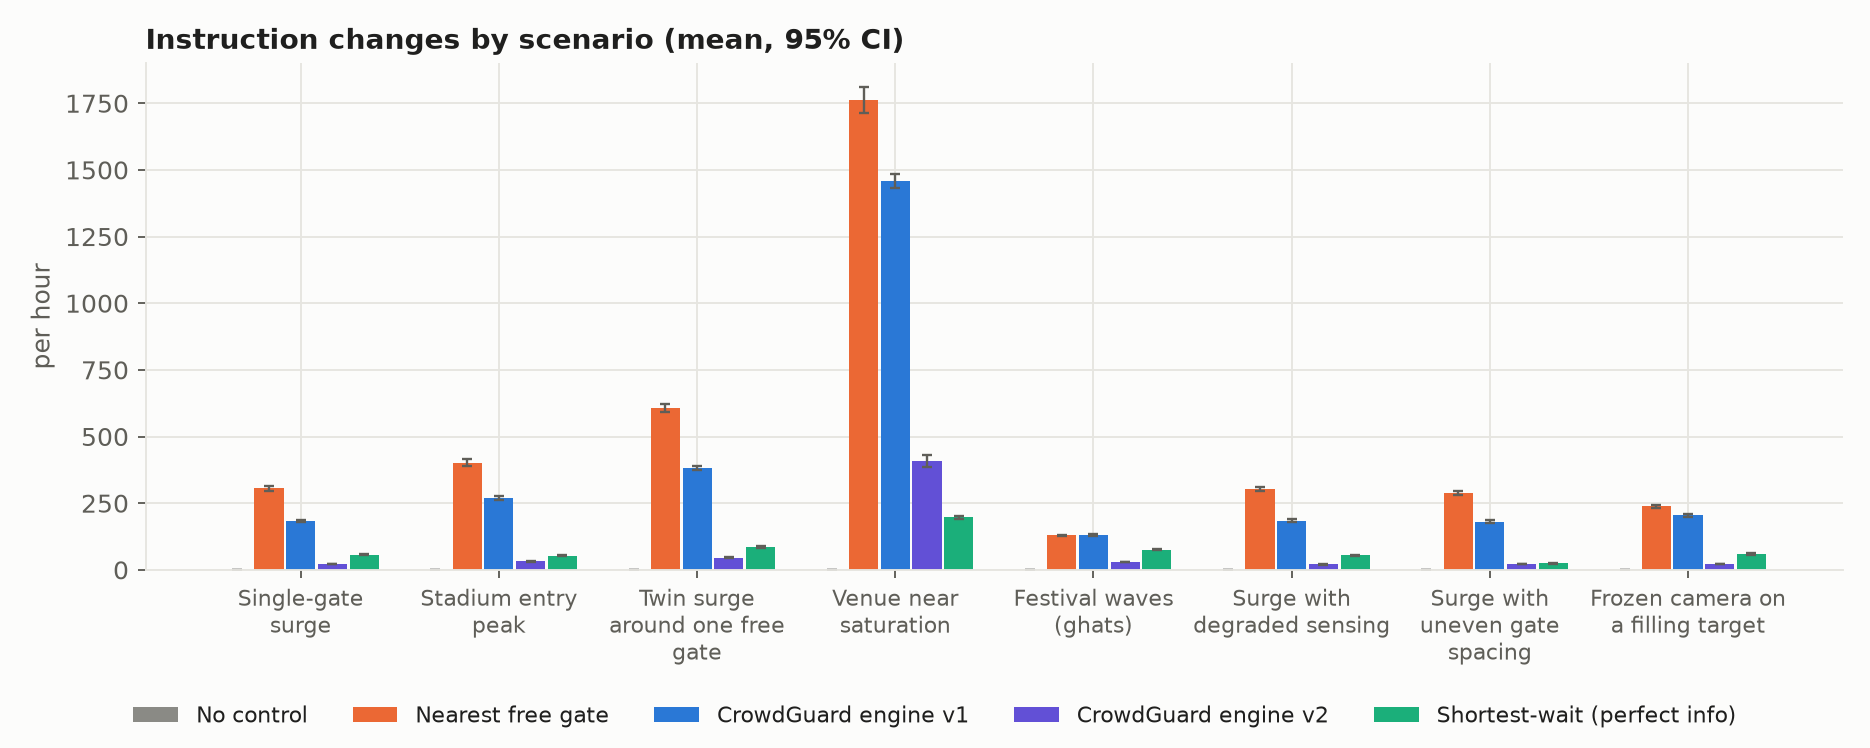 Instruction changes by scenario (mean, 95% CI)
per hour
1750
1500
1250
1000
750
500
250
0
Single-gate
surge
Stadium entry
peak
Twin surge
around one free
gate
Venue near
saturation
Festival waves
(ghats)
Surge with
degraded sensing
Surge with
uneven gate
spacing
Frozen camera on
a filling target
No control
Nearest free gate
CrowdGuard engine v1
CrowdGuard engine v2
Shortest-wait (perfect info)